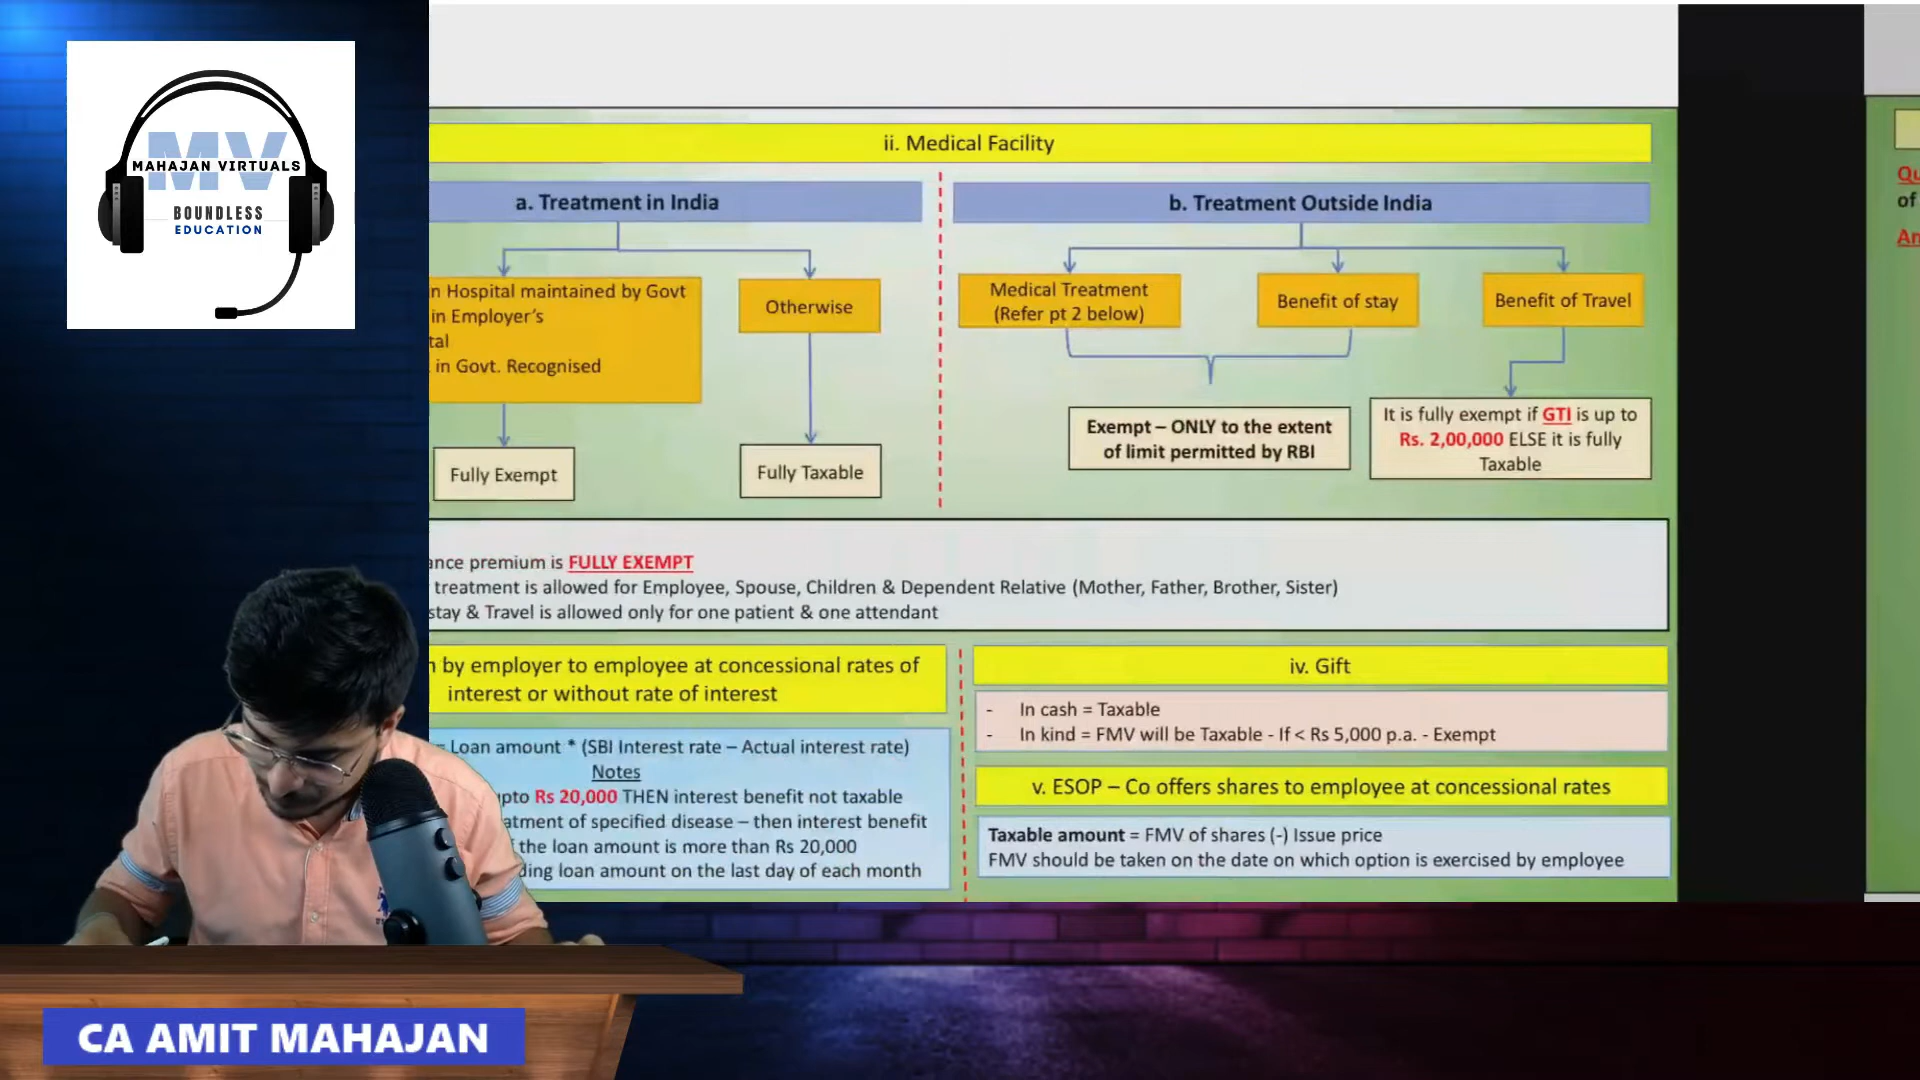 MV
MAHAJAN VIRTUALS
BOUNDLESS
EDUCATION
ii. Medical Facility
a. Treatment in India
b. Treatment Outside India
in Hospital maintained by Govt
in Employer's
tal
in Govt. Recognised
Otherwise
Medical Treatment
(Refer pt 2 below)
Benefit of stay
Benefit of Travel
Fully Exempt
Fully Taxable
Exempt – ONLY to the extent
of limit permitted by RBI
It is fully exempt if GTI is up to
Rs. 2,00,000 ELSE it is fully
Taxable
ance premium is FULLY EXEMPT
treatment is allowed for Employee, Spouse, Children & Dependent Relative (Mother, Father, Brother, Sister)
stay & Travel is allowed only for one patient & one attendant
by employer to employee at concessional rates of
interest or without rate of interest
= Loan amount * (SBI Interest rate – Actual interest rate)
Notes
upto Rs 20,000 THEN interest benefit not taxable
atment of specified disease – then interest benefit
the loan amount is more than Rs 20,000
ding loan amount on the last day of each month
iv. Gift
- In cash = Taxable
- In kind = FMV will be Taxable - If < Rs 5,000 p.a. - Exempt
v. ESOP – Co offers shares to employee at concessional rates
Taxable amount = FMV of shares (-) Issue price
FMV should be taken on the date on which option is exercised by employee
Qu
of
An
CA AMIT MAHAJAN